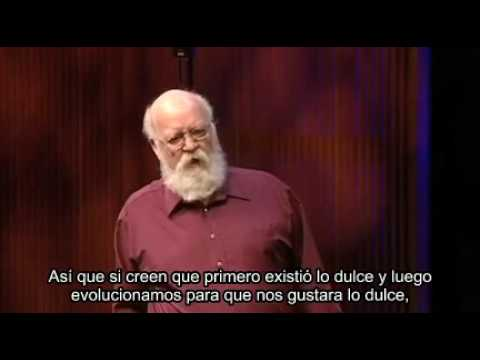 Así que si creen que primero existió lo dulce y luego
evolucionamos para que nos gustara lo dulce,